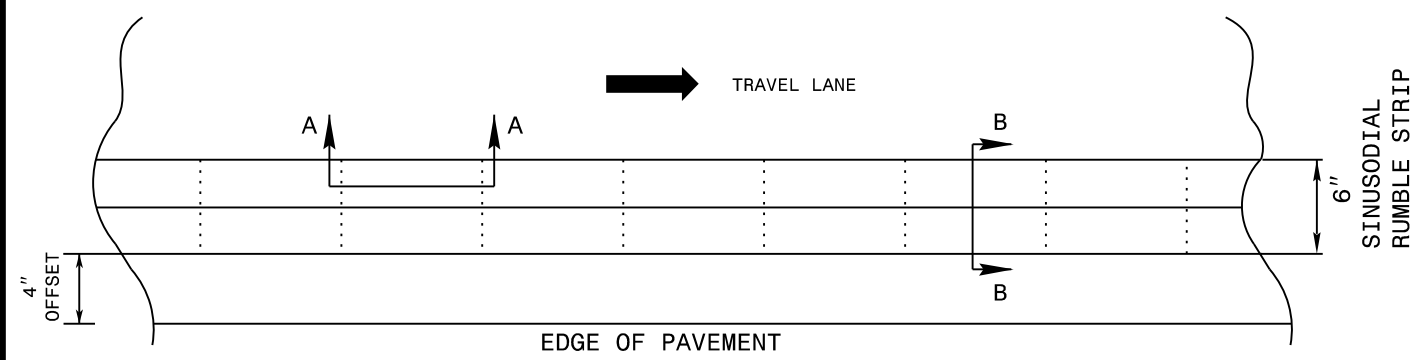 TRAVEL LANE
A
A
B
6"
SINUSODIAL
RUMBLE STRIP
4"
OFFSET
B
EDGE OF PAVEMENT